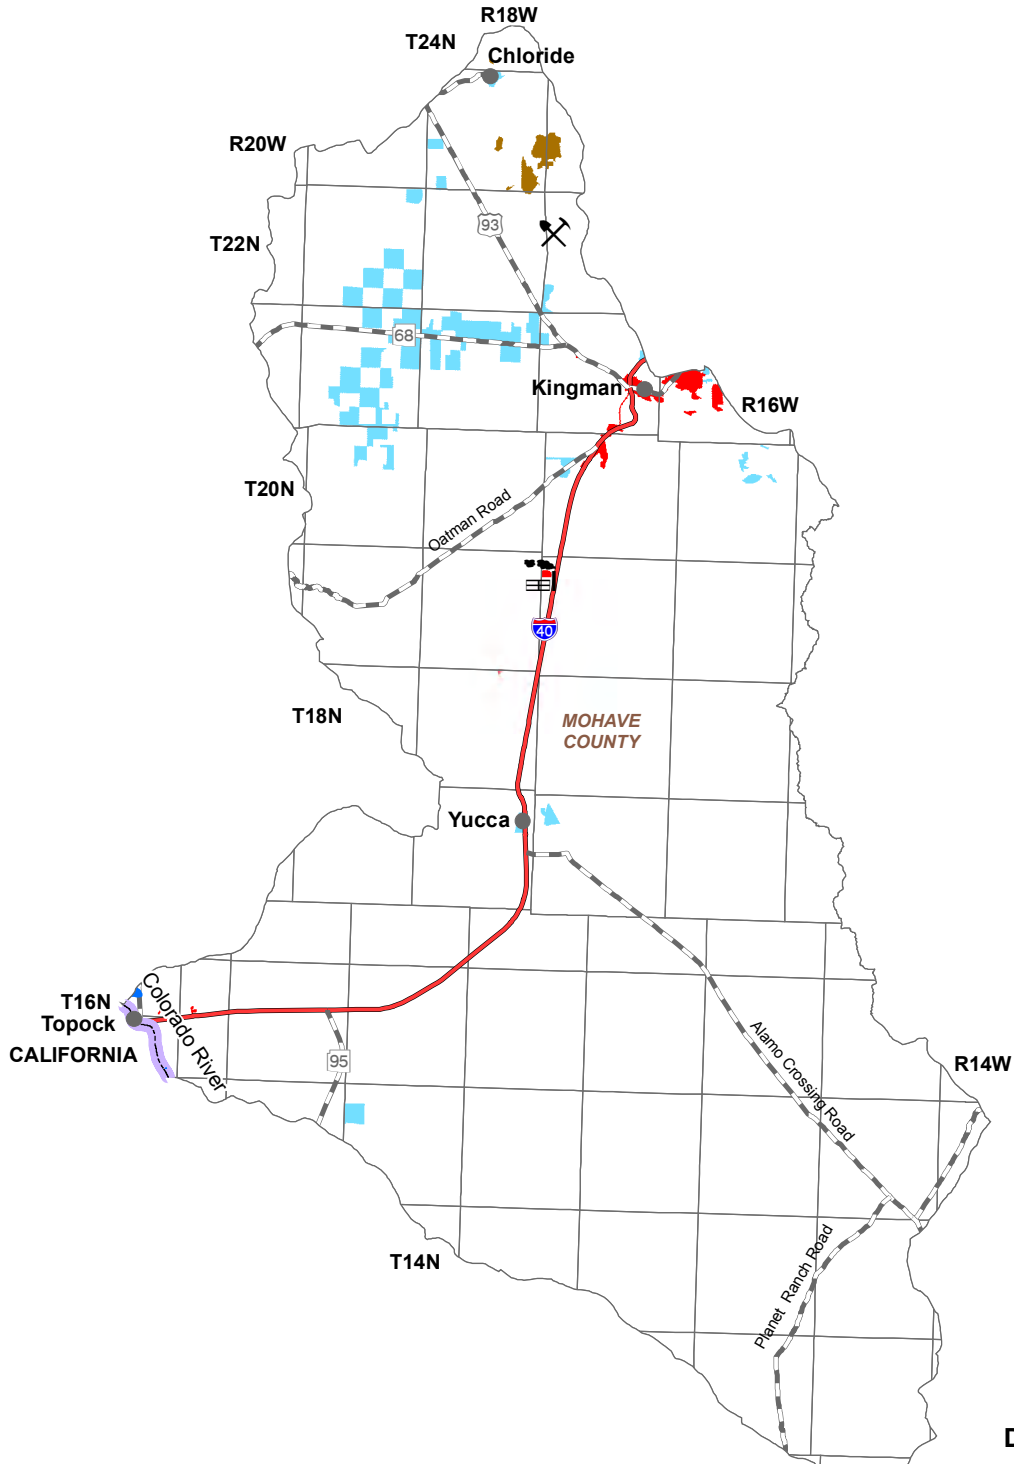 R18W
T24N
Chloride
R20W
93
T22N
68
Kingman
R16W
T20N
Oatman Road
40
T18N
MOHAVE
COUNTY
Yucca
T16N
Colorado River
Topock
CALIFORNIA
95
Alamo Crossing Road
R14W
T14N
Planet Ranch Road
D